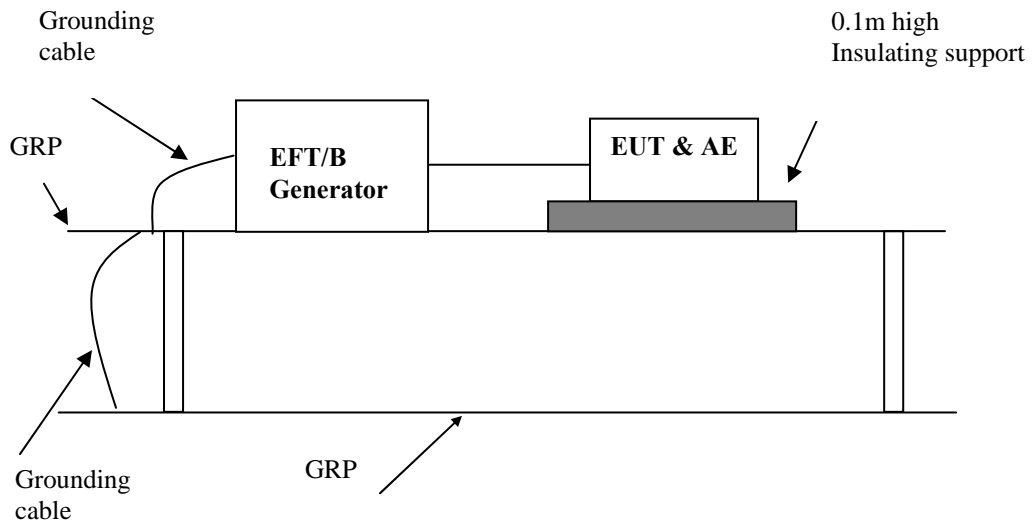 Grounding
cable
0.1m high
Insulating support
GRP
EFT/B
Generator
EUT & AE
Grounding
cable
GRP